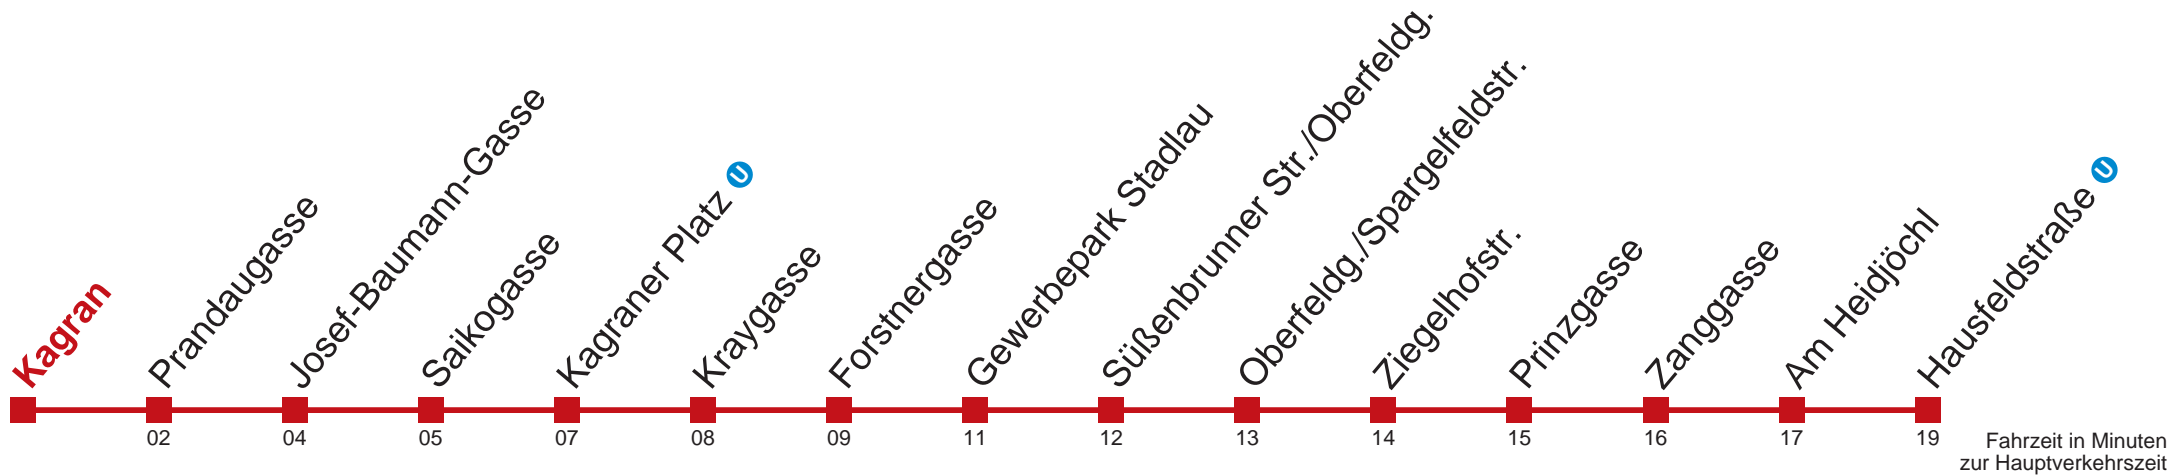 Kagran
Prandaugasse
Josef-Baumann-Gasse
Saikogasse
Kagraner Platz U
Kraygasse
Forstnergasse
Gewerbepark Stadlau
Süßenbrunner Str./Oberfeldg.
Oberfeldg./Spargelfeldstr.
Ziegelhofstr.
Prinzgasse
Zanggasse
Am Heidjöchl
Hausfeldstraße U
02 04 05 07 08 09 11 12 13 14 15 16 17 19
Fahrzeit in Minuten
zur Hauptverkehrszeit